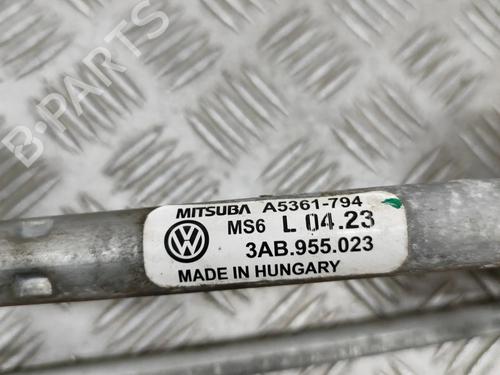 B-PARTS
MITSUBA A5361-794
MS6 L 04.23
3AB.955.023
MADE IN HUNGARY